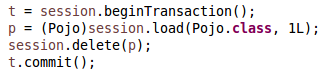 t = session.beginTransaction();
p = (Pojo)session.load(Pojo.class, 1L);
session.delete(p);
t.commit();